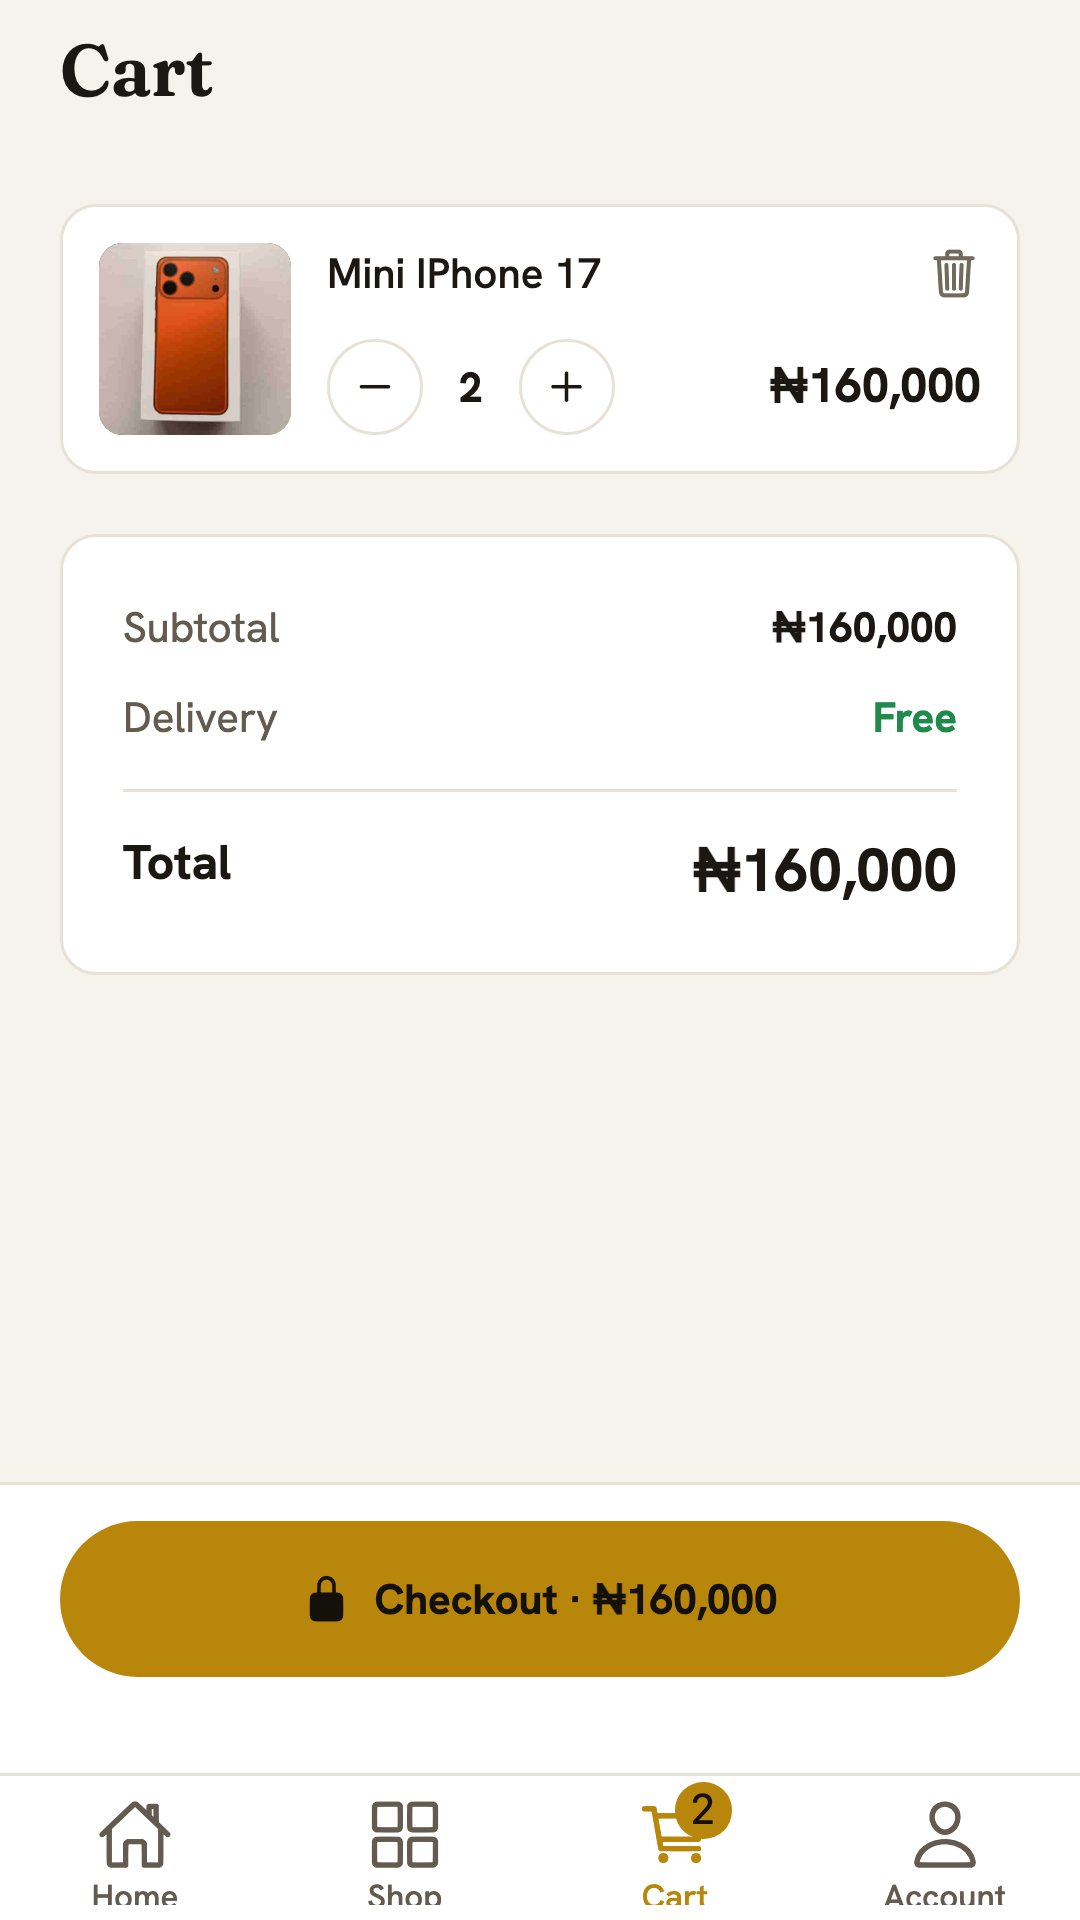 Cart
Mini IPhone 17
2
₦160,000
Subtotal
₦160,000
Delivery
Free
Total
₦160,000
Checkout · ₦160,000
2
Home
Shop
Cart
Account